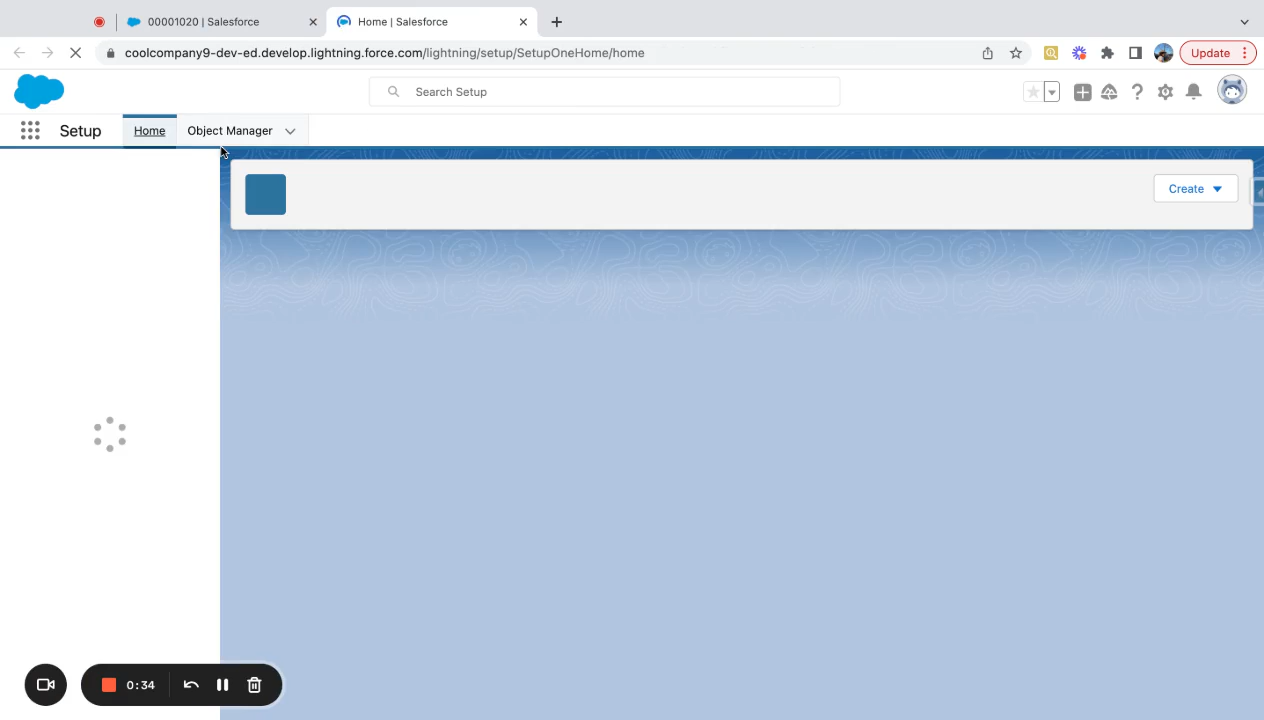 00001020 | Salesforce
Home | Salesforce
coolcompany9-dev-ed.develop.lightning.force.com/lightning/setup/SetupOneHome/home
Update
Search Setup
Setup
Home
Object Manager
Create
0:34